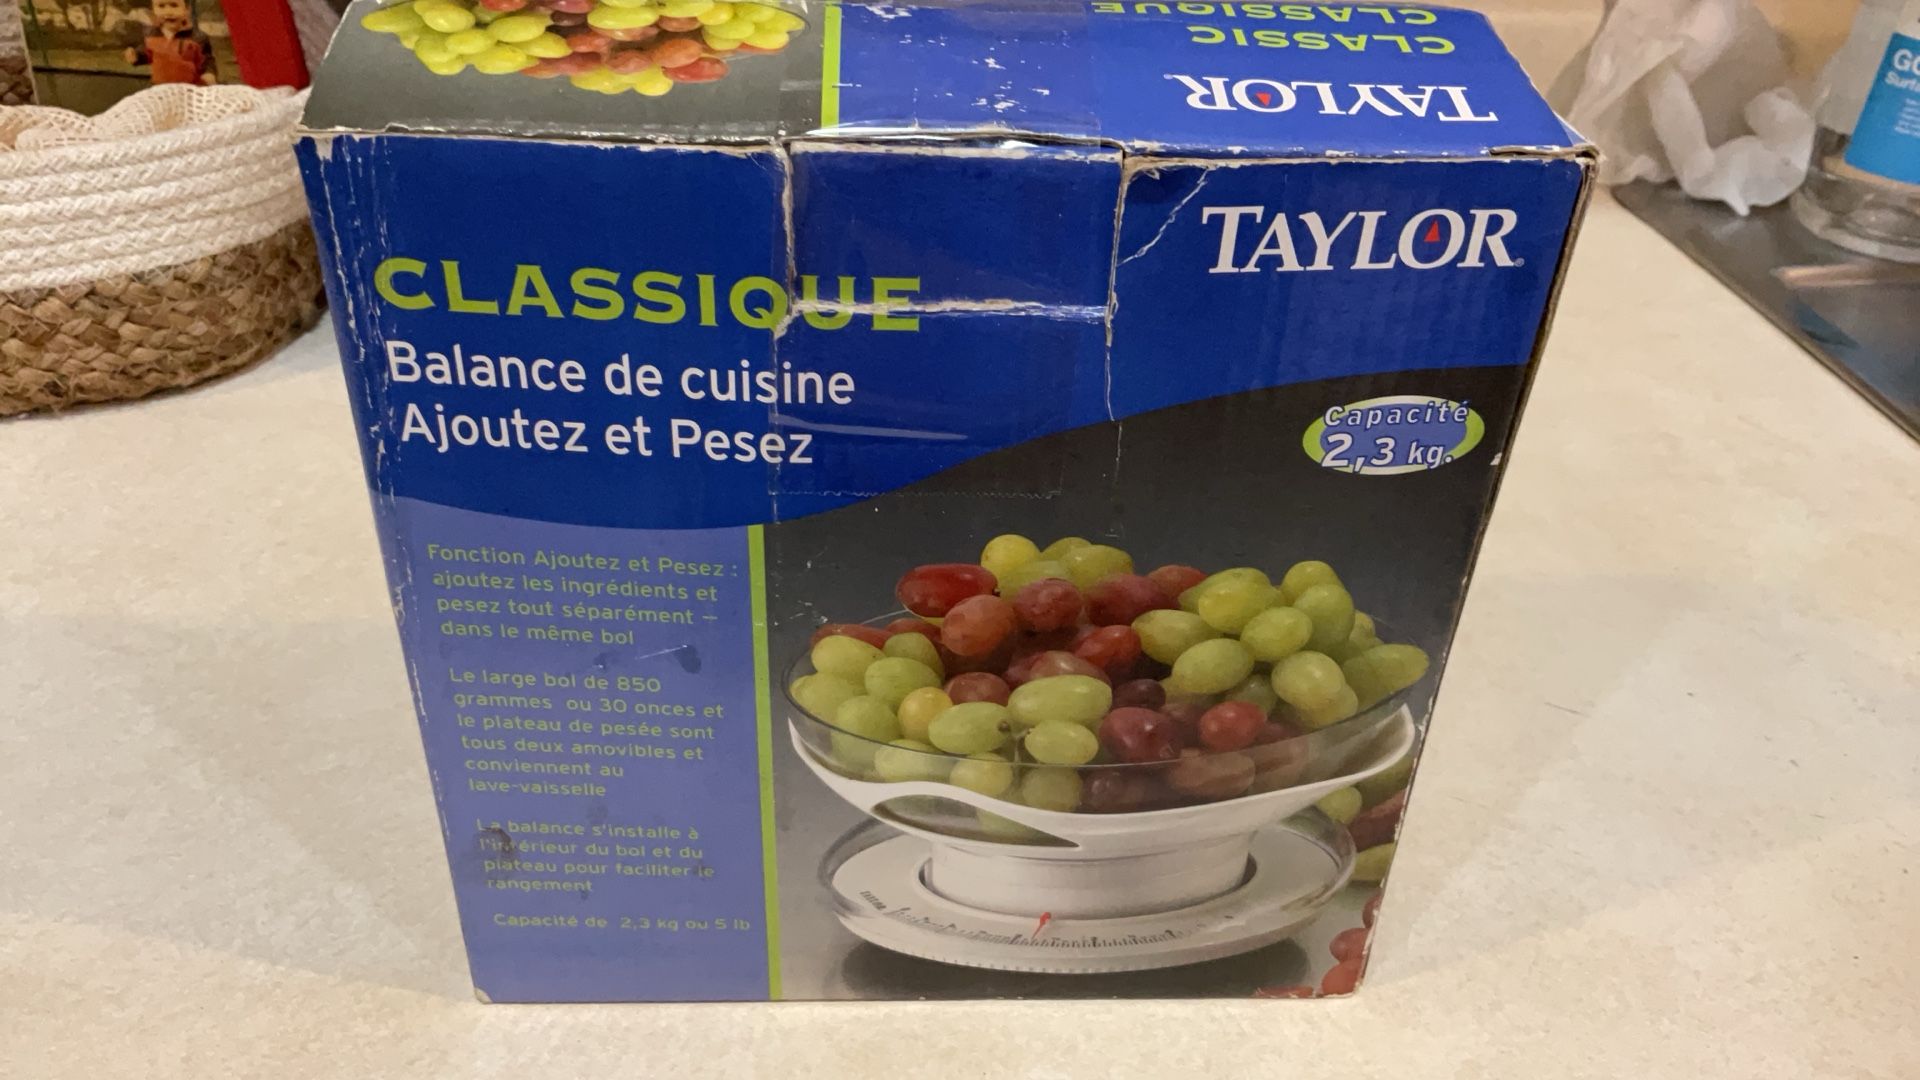 CLASSIQUE
CLASSIC
TAYLOR
TAYLOR
CLASSIQUE
Balance de cuisine
Ajoutez et Pesez
Capacité
2,3 kg.
Fonction Ajoutez et Pesez :
ajoutez les ingrédients et
pesez tout séparément —
dans le même bol
Le large bol de 850
grammes ou 30 onces et
le plateau de pesée sont
tous deux amovibles et
conviennent au
lave-vaisselle
La balance s'installe à
l'intérieur du bol et du
plateau pour faciliter le
rangement
Capacité de 2,3 kg ou 5 lb